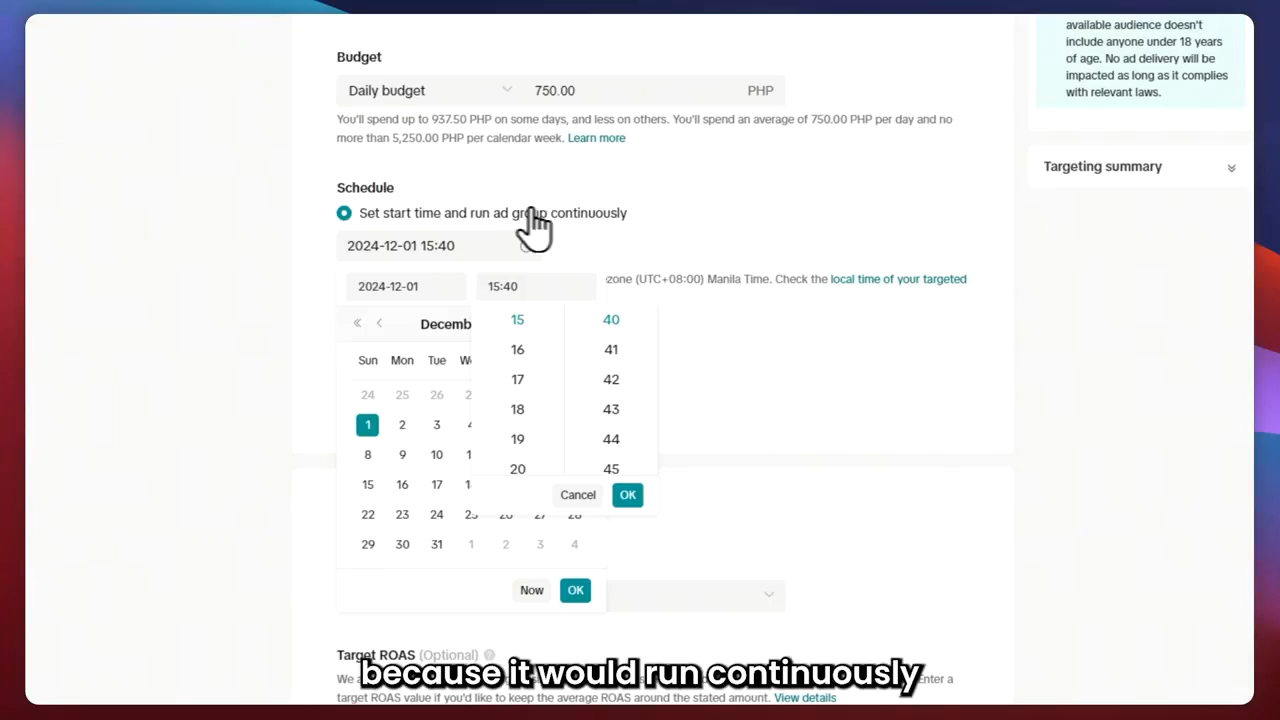 available audience doesn't
include anyone under 18 years
of age. No ad delivery will be
impacted as long as it complies
with relevant laws.
Targeting summary
Budget
Daily budget 750.00 PHP
You'll spend up to 937.50 PHP on some days, and less on others. You'll spend an average of 750.00 PHP per day and no
more than 5,250.00 PHP per calendar week. Learn more
Schedule
Set start time and run ad group continuously
2024-12-01 15:40
(UTC+08:00) Manila Time. Check the local time of your targeted
2024-12-01 15:40
Sun Mon Tue
24 25 26
1 2 3
8 9 10
15 16 17
22 23 24 25 26 27 28
29 30 31 1 2 3 4
15 40
16 41
17 42
18 43
19 44
20 45
Cancel OK
Now OK
Target ROAS (Optional)
because it would run continuously
target ROAS value if you'd like to keep the average ROAS around the stated amount. View details